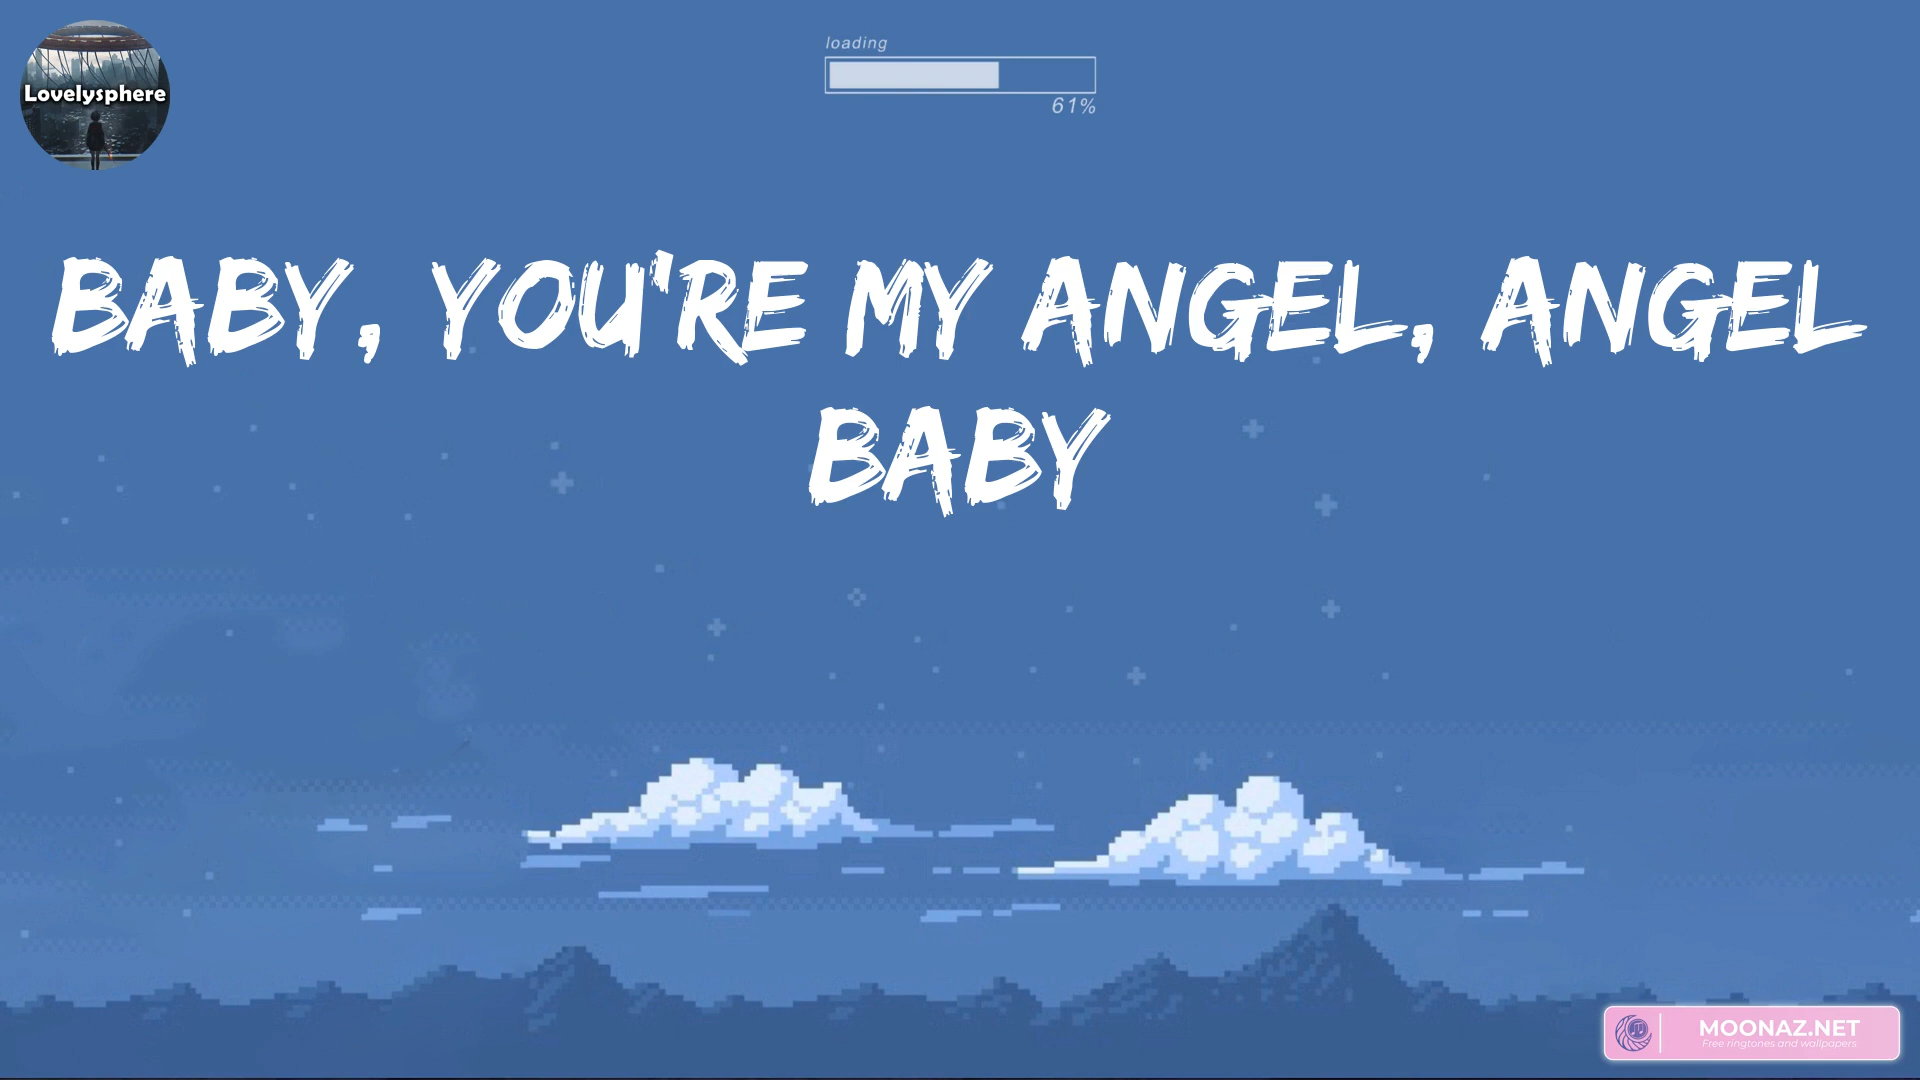 loading
61%
Lovelysphere
BABY, YOU'RE MY ANGEL, ANGEL
BABY
MOONAZ.NET
Free ringtones and wallpapers